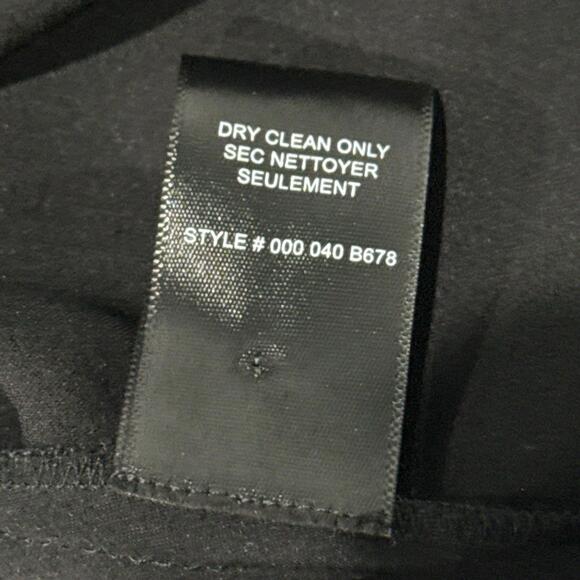 DRY CLEAN ONLY
SEC NETTOYER
SEULEMENT
STYLE # 000 040 B678